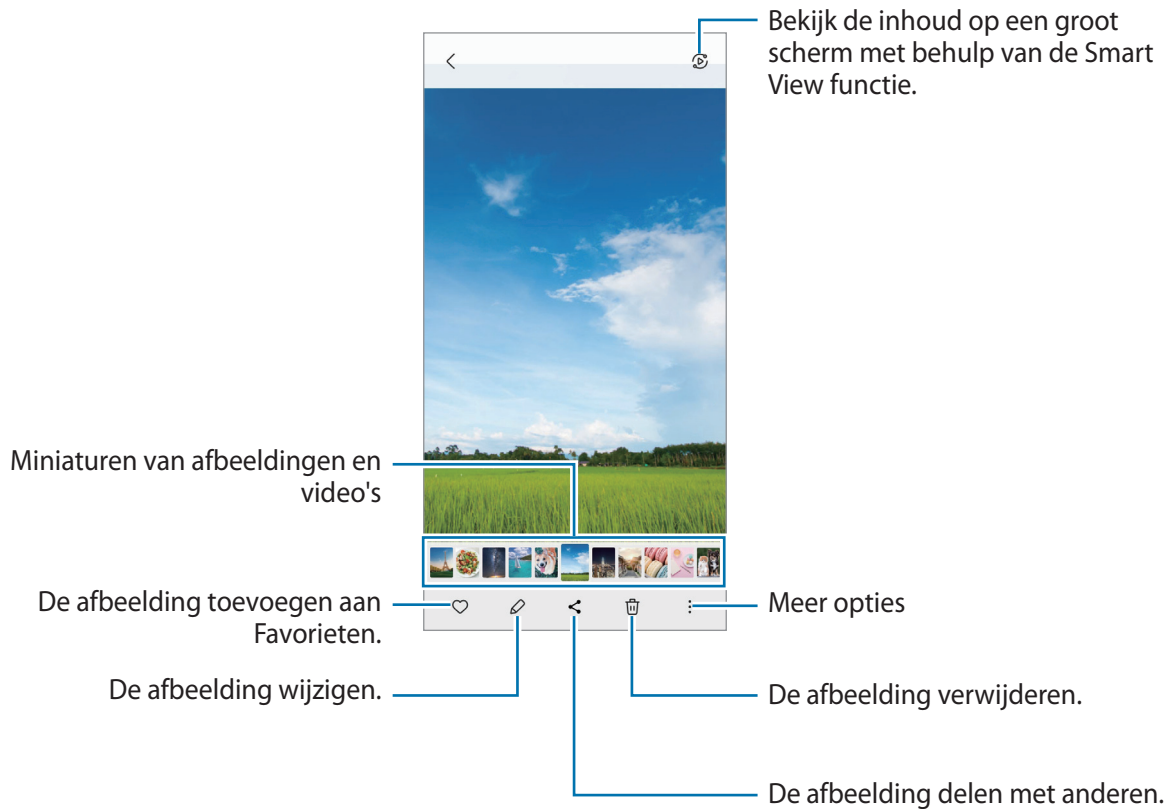 Bekijk de inhoud op een groot
scherm met behulp van de Smart
View functie.
Miniaturen van afbeeldingen en
video's
De afbeelding toevoegen aan
Favorieten.
Meer opties
De afbeelding wijzigen.
De afbeelding verwijderen.
De afbeelding delen met anderen.